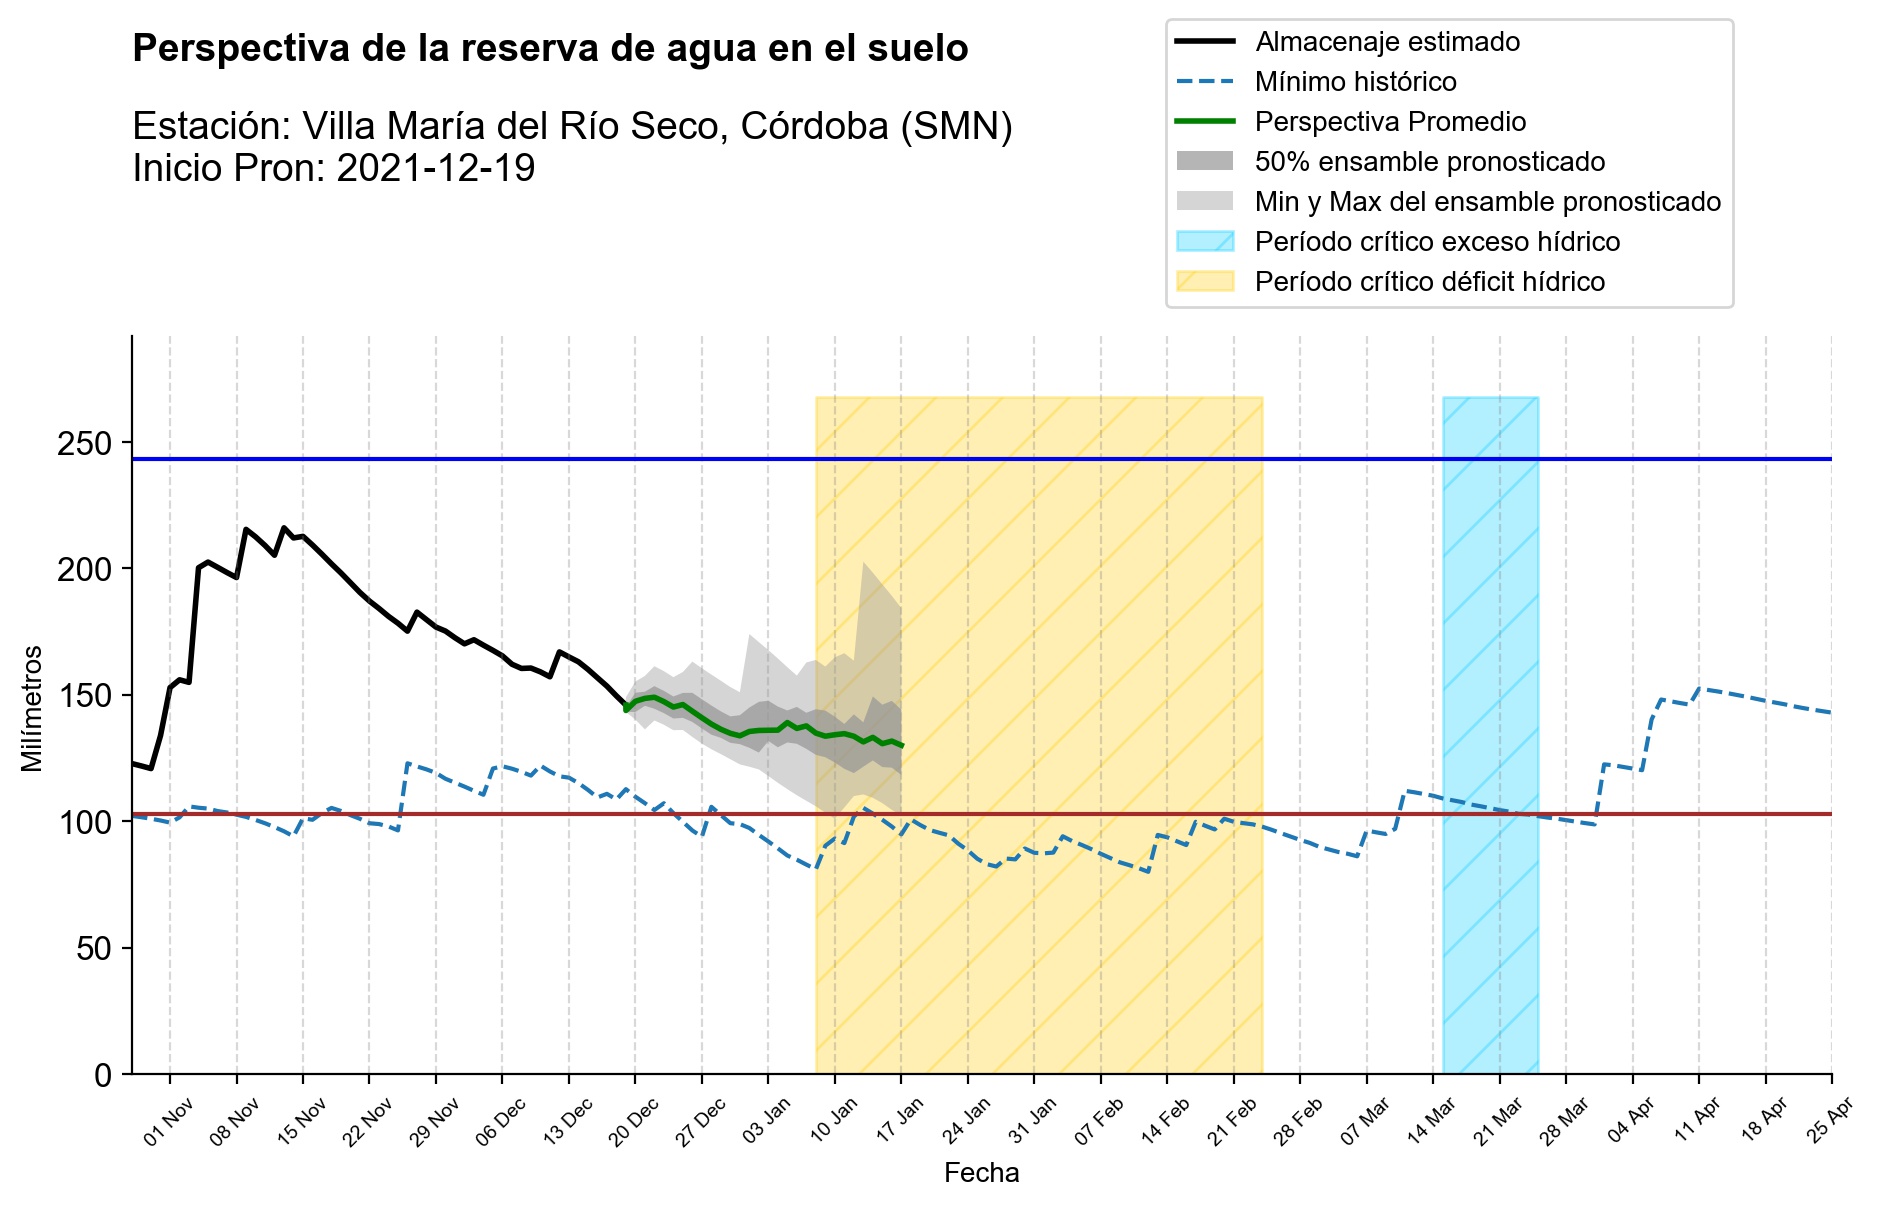 Perspectiva de la reserva de agua en el suelo
Estación: Villa María del Río Seco, Córdoba (SMN)
Inicio Pron: 2021-12-19
Almacenaje estimado
Mínimo histórico
Perspectiva Promedio
50% ensamble pronosticado
Min y Max del ensamble pronosticado
Período crítico exceso hídrico
Período crítico déficit hídrico
Milímetros
250
200
150
100
50
0
01 Nov
08 Nov
15 Nov
22 Nov
29 Nov
06 Dec
13 Dec
20 Dec
27 Dec
03 Jan
10 Jan
17 Jan
24 Jan
31 Jan
07 Feb
14 Feb
21 Feb
28 Feb
07 Mar
14 Mar
21 Mar
28 Mar
04 Apr
11 Apr
18 Apr
25 Apr
Fecha